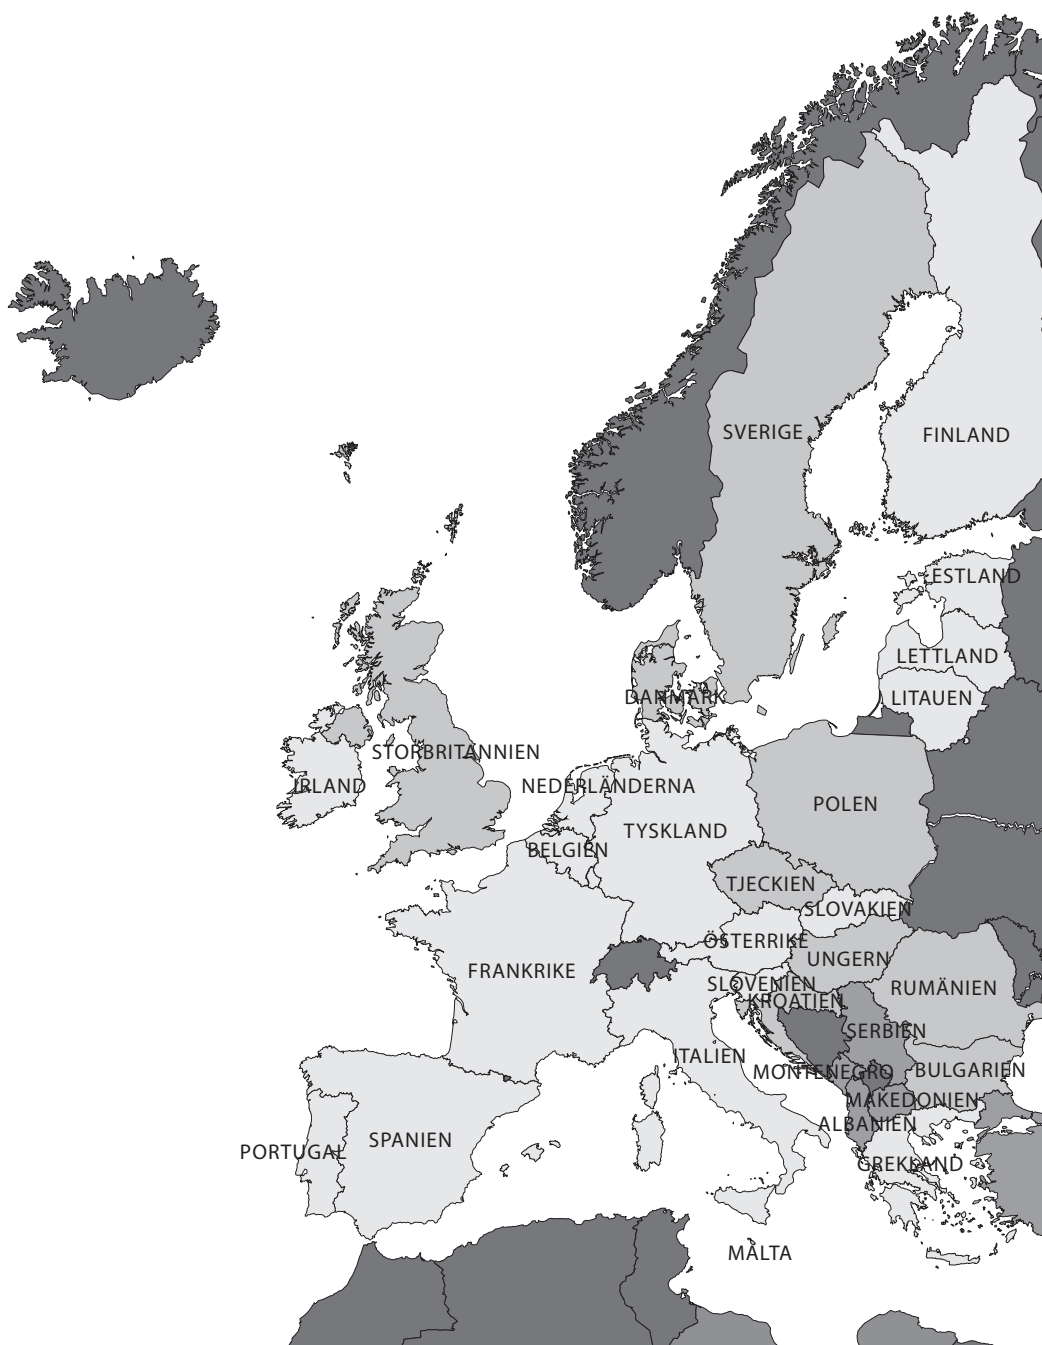 SVERIGE
FINLAND
ESTLAND
LETTLAND
DANMARK
LITAUEN
STORBRITANNIEN
IRLAND
NEDERLÄNDERNA
POLEN
TYSKLAND
BELGIEN
TJECKIEN
SLOVAKIEN
ÖSTERRIKE
UNGERN
FRANKRIKE
SLOVENIEN
RUMÄNIEN
KROATIEN
SERBIEN
ITALIEN
MONTENEGRO
BULGARIEN
MAKEDONIEN
ALBANIEN
SPANIEN
PORTUGAL
GREKLAND
MALTA